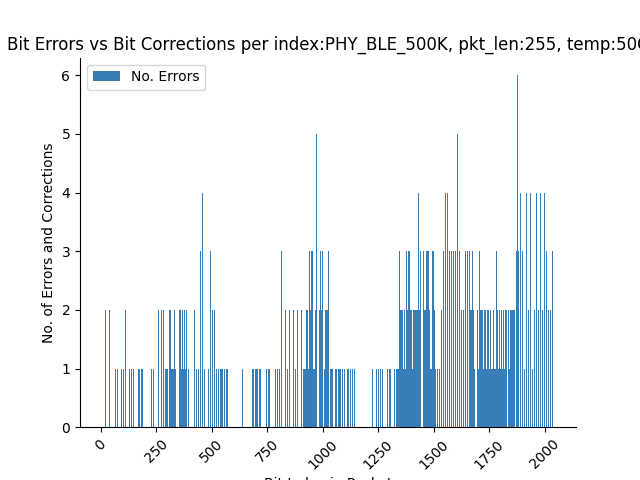 Bit Errors vs Bit Corrections per index:PHY_BLE_500K, pkt_len:255, temp:50
No. Errors
No. of Errors and Corrections
6
5
4
3
2
1
0
0 250 500 750 1000 1250 1500 1750 2000